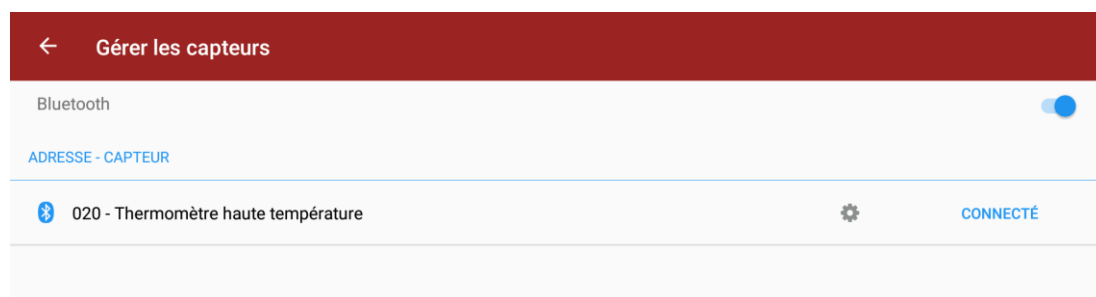 Gérer les capteurs
Bluetooth
ADRESSE - CAPTEUR
020 - Thermomètre haute température CONNECTÉ